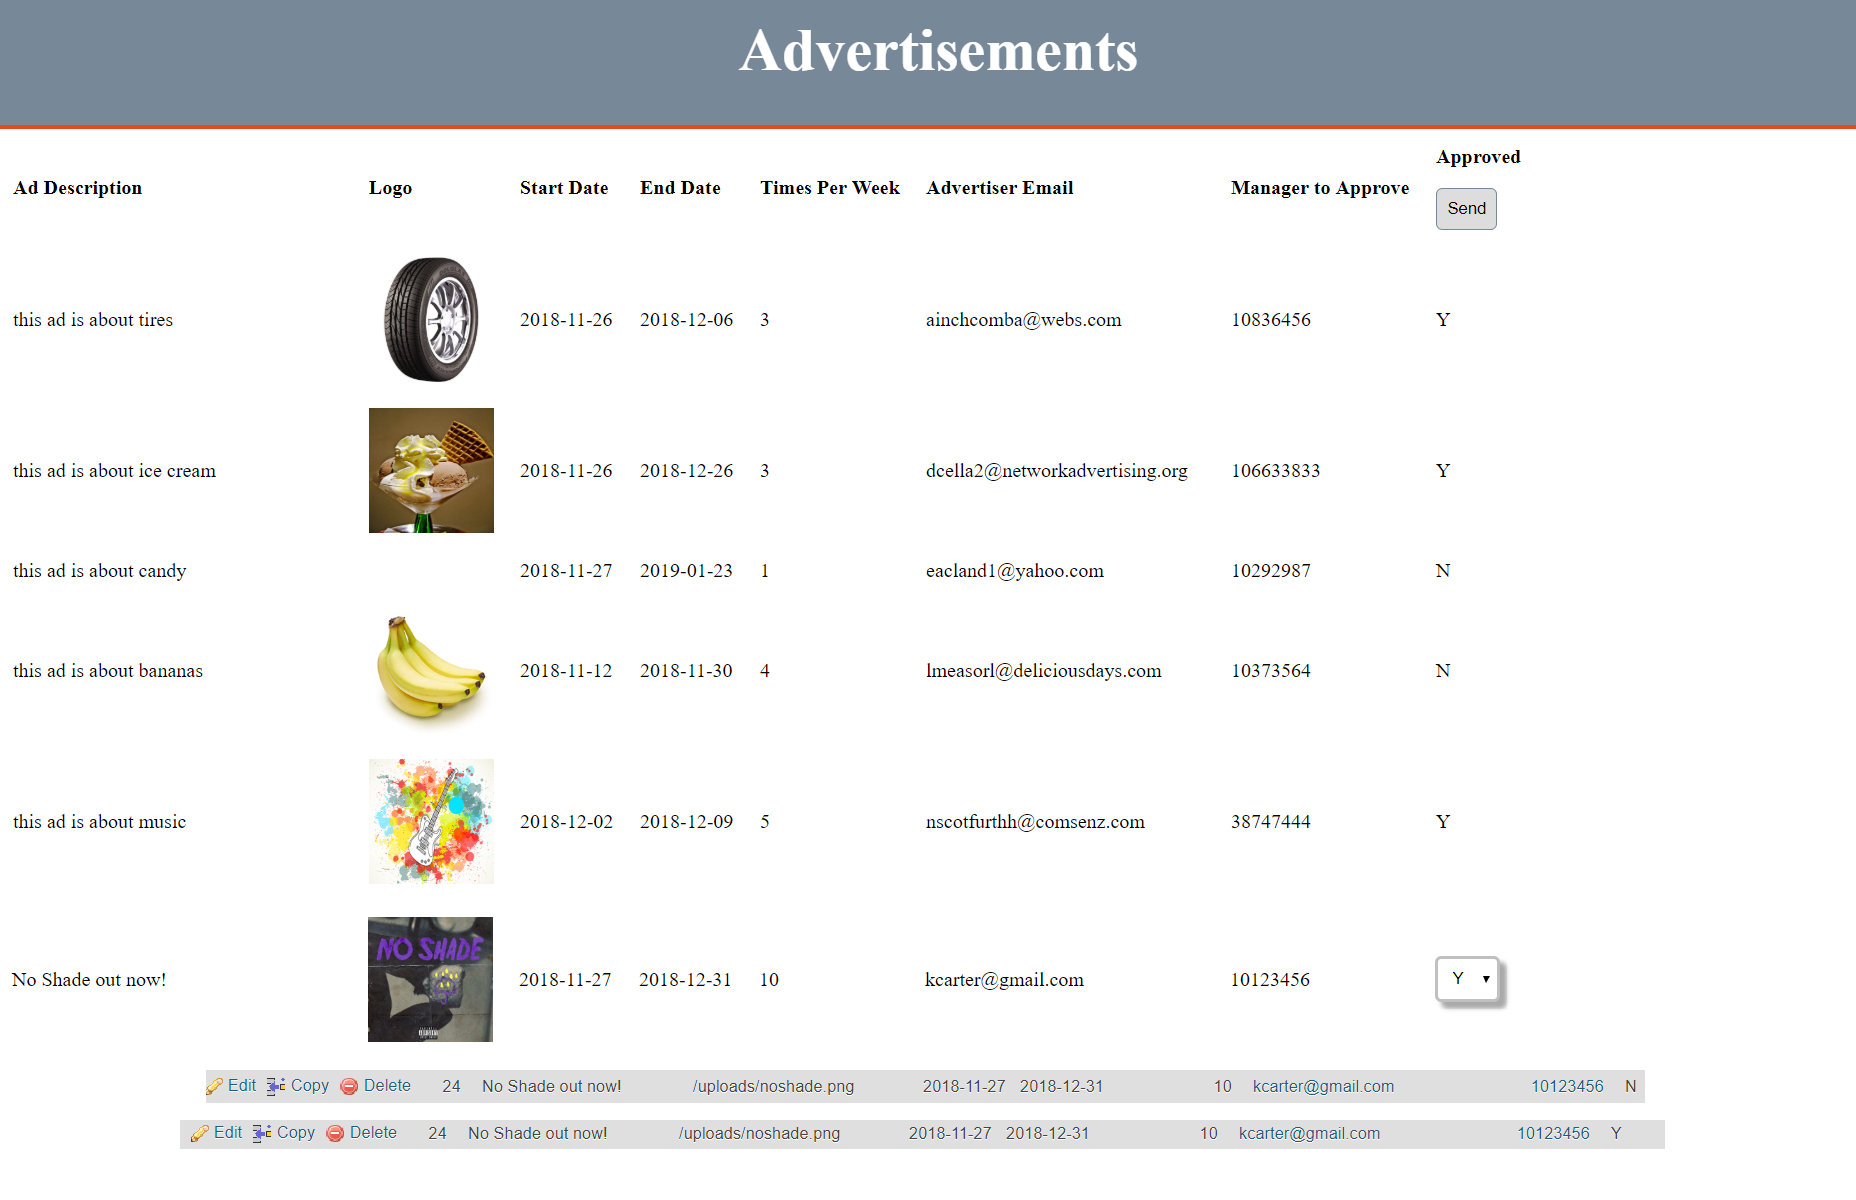 Advertisements
Ad Description Logo Start Date End Date Times Per Week Advertiser Email Manager to Approve Approved
Send
this ad is about tires 2018-11-26 2018-12-06 3 ainchcomba@webs.com 10836456 Y
this ad is about ice cream 2018-11-26 2018-12-26 3 dcella2@networkadvertising.org 106633833 Y
this ad is about candy 2018-11-27 2019-01-23 1 eacland1@yahoo.com 10292987 N
this ad is about bananas 2018-11-12 2018-11-30 4 lmeasorl@deliciousdays.com 10373564 N
this ad is about music 2018-12-02 2018-12-09 5 nscotfurthh@comsenz.com 38747444 Y
NO SHADE
No Shade out now! 2018-11-27 2018-12-31 10 kcarter@gmail.com 10123456 Y
Edit Copy Delete 24 No Shade out now! /uploads/noshade.png 2018-11-27 2018-12-31 10 kcarter@gmail.com 10123456 N
Edit Copy Delete 24 No Shade out now! /uploads/noshade.png 2018-11-27 2018-12-31 10 kcarter@gmail.com 10123456 Y